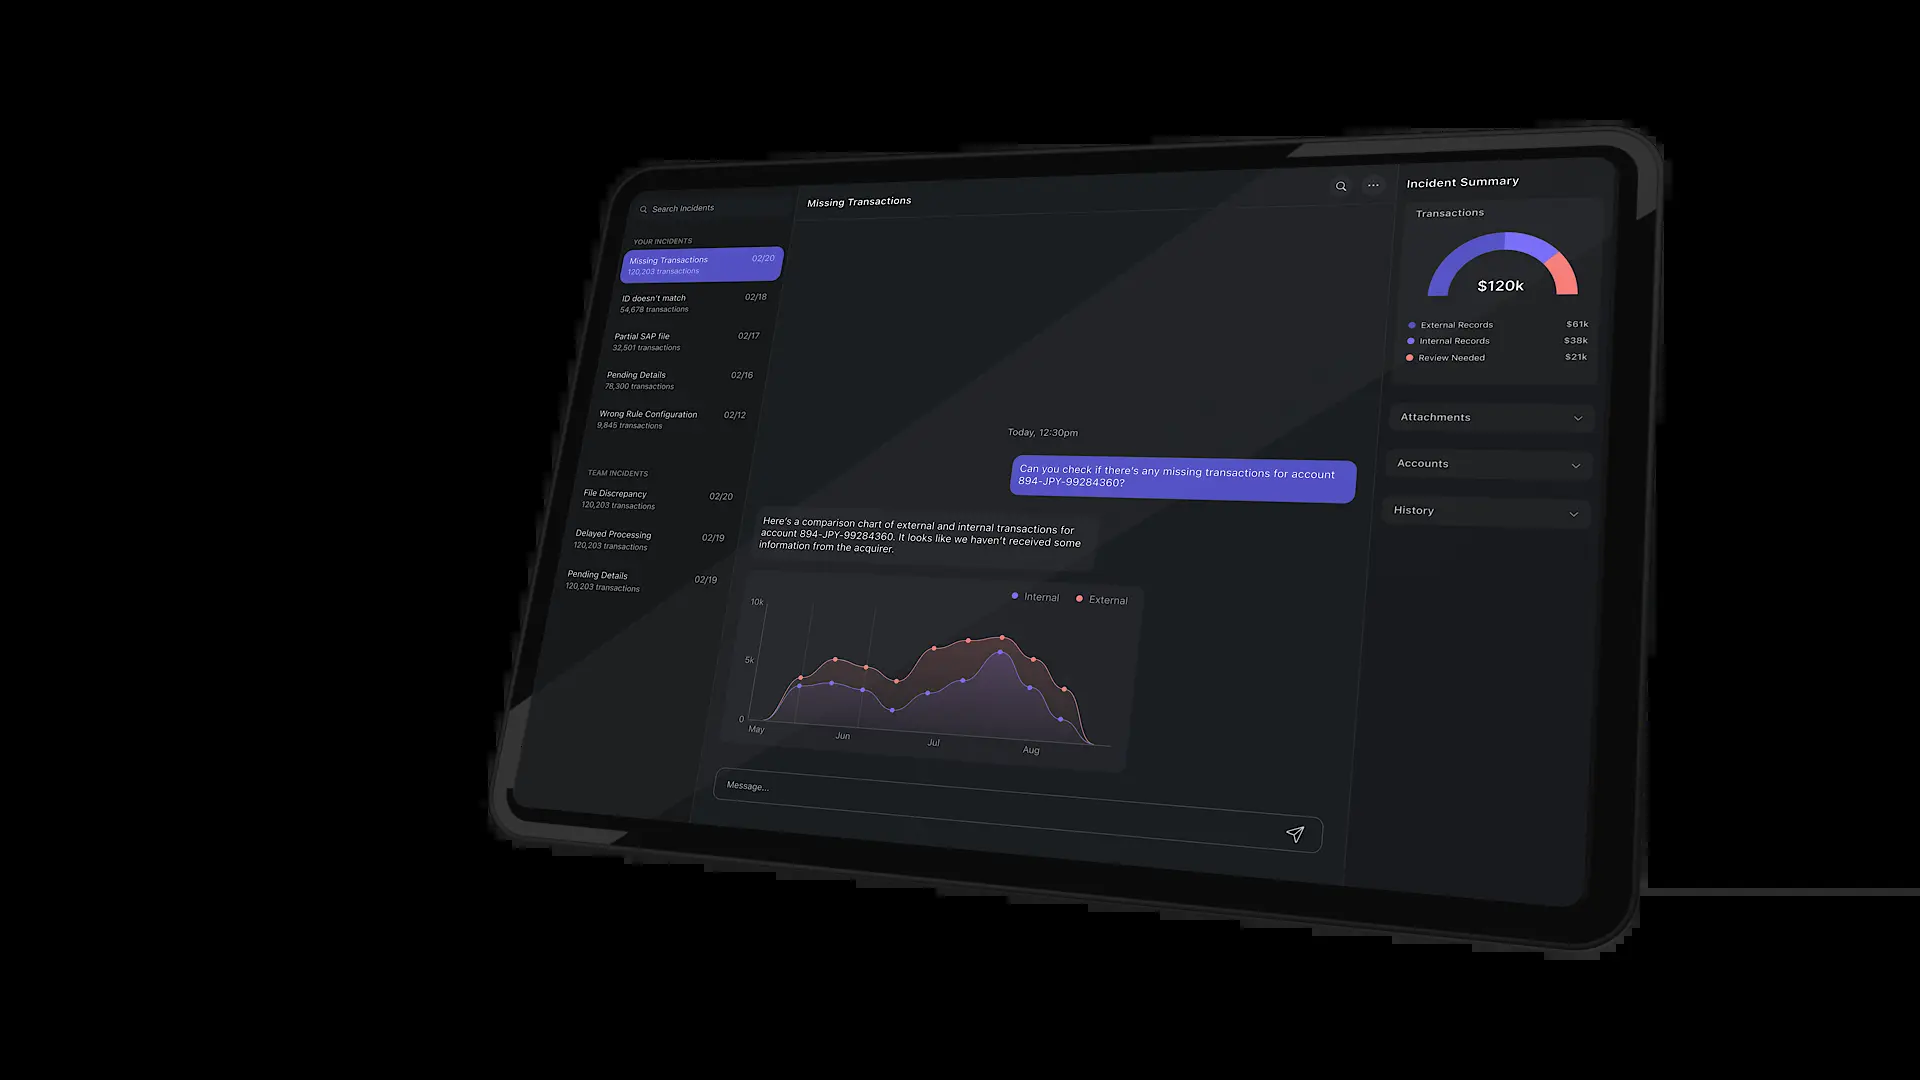 Search Incidents
YOUR INCIDENTS
Missing Transactions 02/20
120,203 transactions
ID doesn't match 02/18
54,678 transactions
Partial SAP file 02/17
32,501 transactions
Pending Details 02/16
78,300 transactions
Wrong Rule Configuration 02/12
9,845 transactions
TEAM INCIDENTS
File Discrepancy 02/20
120,203 transactions
Delayed Processing 02/19
120,203 transactions
Pending Details 02/19
120,203 transactions
Missing Transactions
Today, 12:30pm
Can you check if there's any missing transactions for account
894-JPY-99284360?
Here's a comparison chart of external and internal transactions for
account 894-JPY-99284360. It looks like we haven't received some
information from the acquirer.
Internal External
10k
5k
0
May Jun Jul Aug
Message...
Incident Summary
Transactions
$120k
External Records $61k
Internal Records $38k
Review Needed $21k
Attachments
Accounts
History